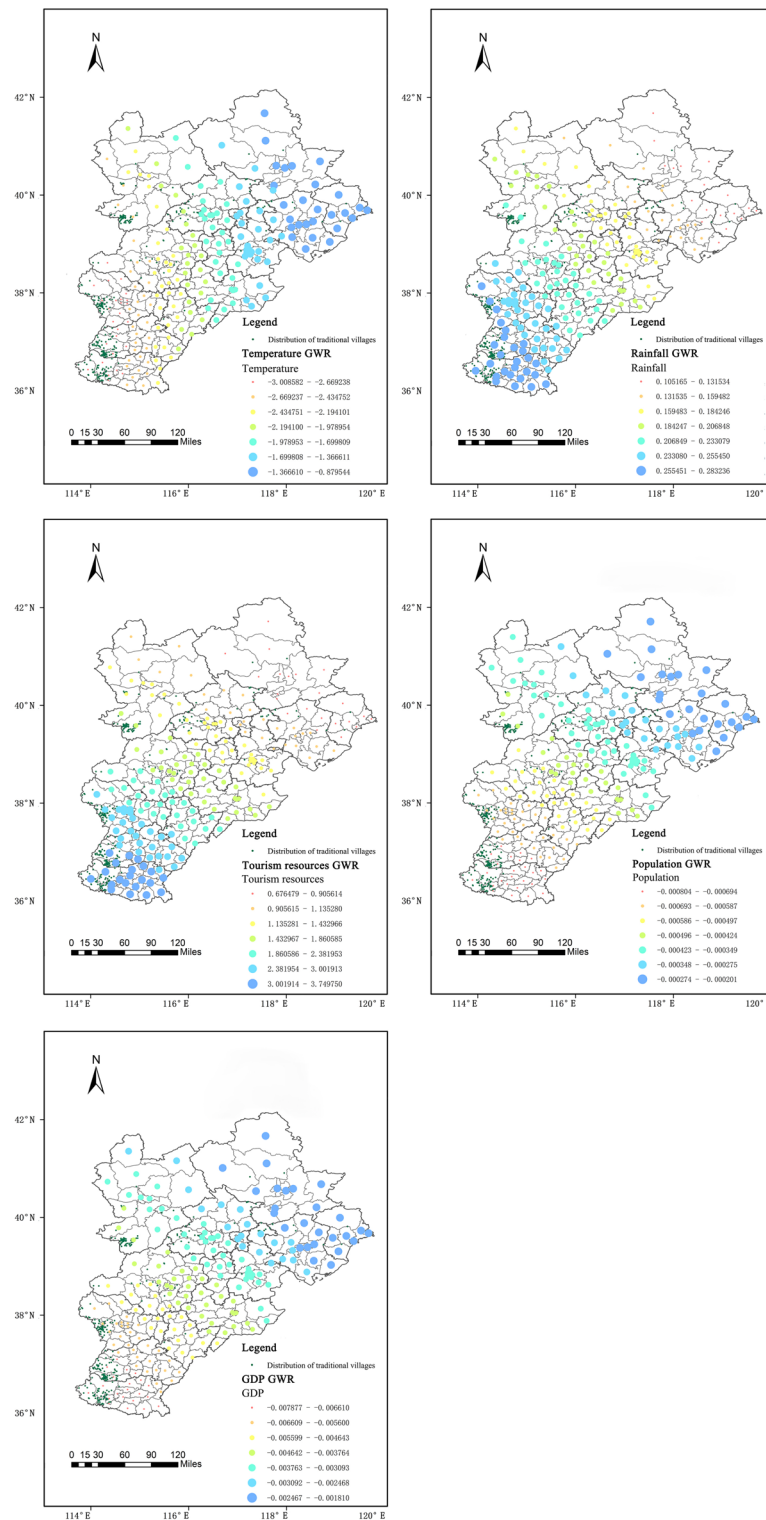 N
N
42°N
40°N
38°N
36°N
Legend
Distribution of traditional villages
Temperature GWR
Temperature
-3.008582 - -2.669238
-2.669237 - -2.434752
-2.434751 - -2.194101
-2.194100 - -1.978954
-1.978953 - -1.699809
-1.699808 - -1.366611
-1.366610 - -0.879544
0 15 30 60 90 120
Miles
114°E 116°E 118°E 120°E
42°N
40°N
38°N
36°N
Legend
Distribution of traditional villages
Rainfall GWR
Rainfall
0.105165 - 0.131534
0.131535 - 0.159482
0.159483 - 0.184246
0.184247 - 0.206848
0.206849 - 0.233079
0.233080 - 0.255450
0.255451 - 0.283236
0 15 30 60 90 120
Miles
114°E 116°E 118°E 120°E
N
N
42°N
40°N
38°N
36°N
Legend
Distribution of traditional villages
Tourism resources GWR
Tourism resources
0.676479 - 0.905614
0.905615 - 1.135280
1.135281 - 1.432966
1.432967 - 1.860585
1.860586 - 2.381953
2.381954 - 3.001913
3.001914 - 3.749750
0 15 30 60 90 120
Miles
114°E 116°E 118°E 120°E
42°N
40°N
38°N
36°N
Legend
Distribution of traditional villages
Population GWR
Population
-0.000804 - -0.000694
-0.000693 - -0.000587
-0.000586 - -0.000497
-0.000496 - -0.000424
-0.000423 - -0.000349
-0.000348 - -0.000275
-0.000274 - -0.000201
0 15 30 60 90 120
Miles
114°E 116°E 118°E 120°E
N
42°N
40°N
38°N
36°N
Legend
Distribution of traditional villages
GDP GWR
GDP
-0.007877 - -0.006610
-0.006609 - -0.005600
-0.005599 - -0.004643
-0.004642 - -0.003764
-0.003763 - -0.003093
-0.003092 - -0.002468
-0.002467 - -0.001810
0 15 30 60 90 120
Miles
114°E 116°E 118°E 120°E